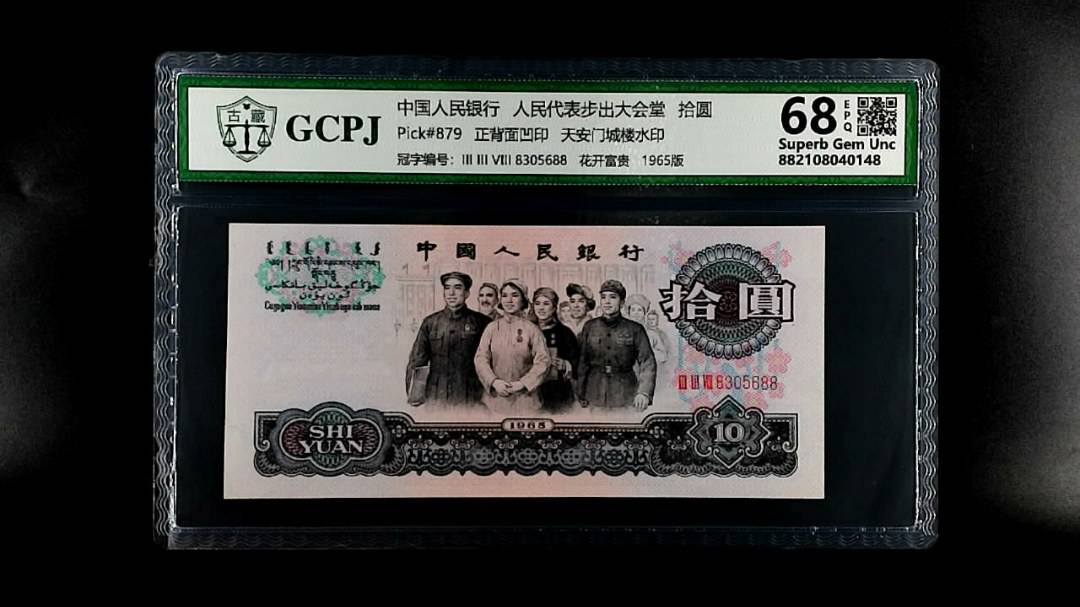 古藏
GCPJ
中国人民银行 人民代表步出大会堂 拾圆
Pick#879 正背面凹印 天安门城楼水印
冠字编号: III III VIII 8305688 花开富贵 1965版
68 EPQ
Superb Gem Unc
882108040148
中國人民銀行
拾圓
III III VIII 8305688
1965
SHI
YUAN
10